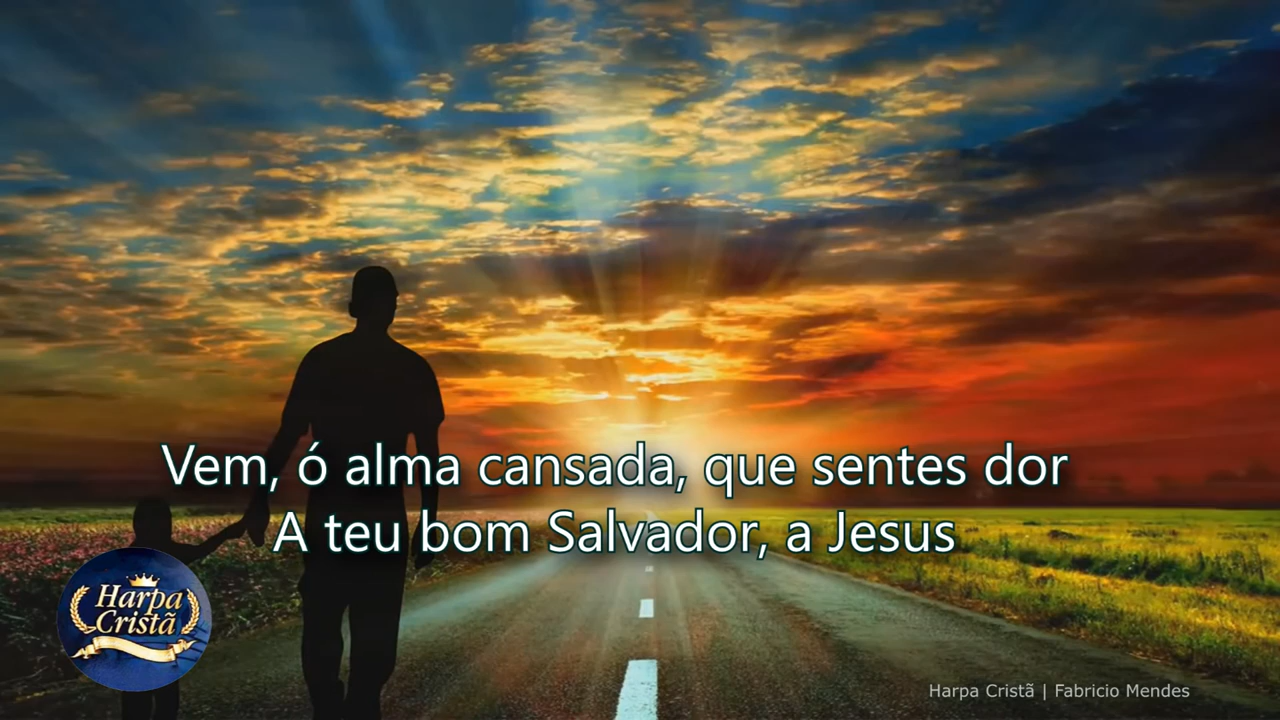 Vem, ó alma cansada, que sentes dor
A teu bom Salvador, a Jesus
Harpa
Cristã
Harpa Cristã | Fabricio Mendes